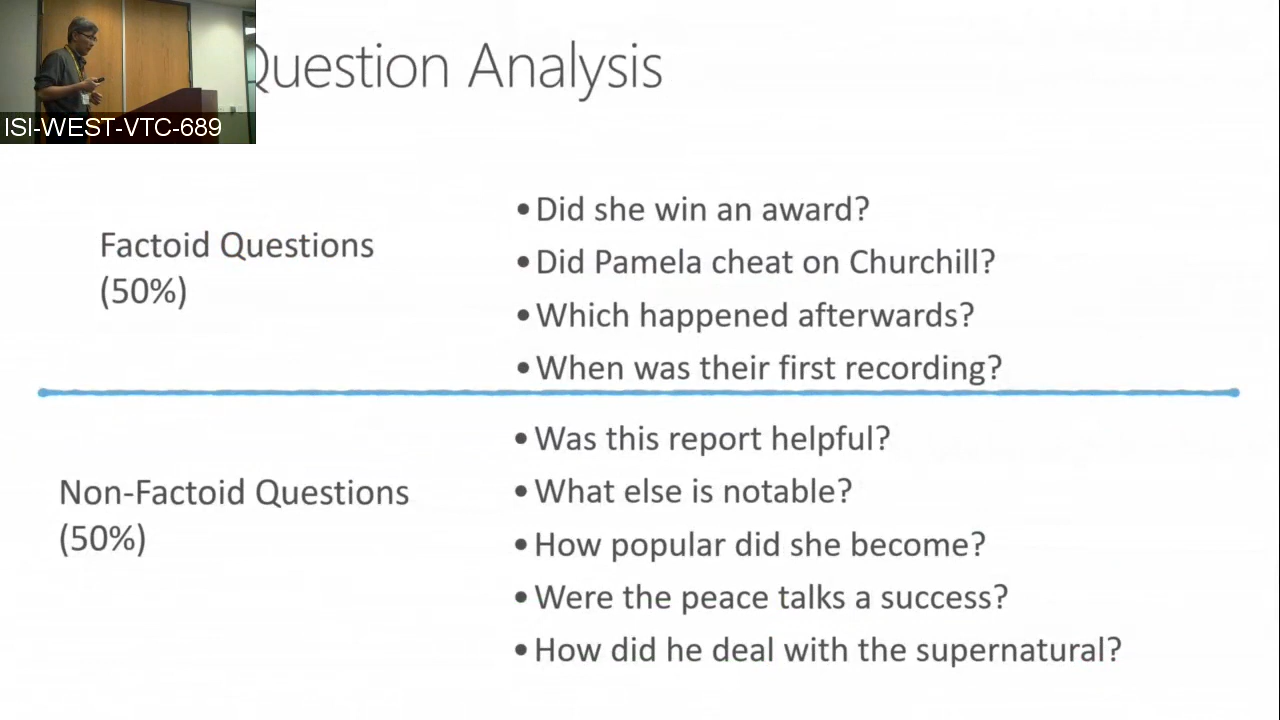 Question Analysis
ISI-WEST-VTC-689
Factoid Questions
(50%)
• Did she win an award?
• Did Pamela cheat on Churchill?
• Which happened afterwards?
• When was their first recording?
Non-Factoid Questions
(50%)
• Was this report helpful?
• What else is notable?
• How popular did she become?
• Were the peace talks a success?
• How did he deal with the supernatural?